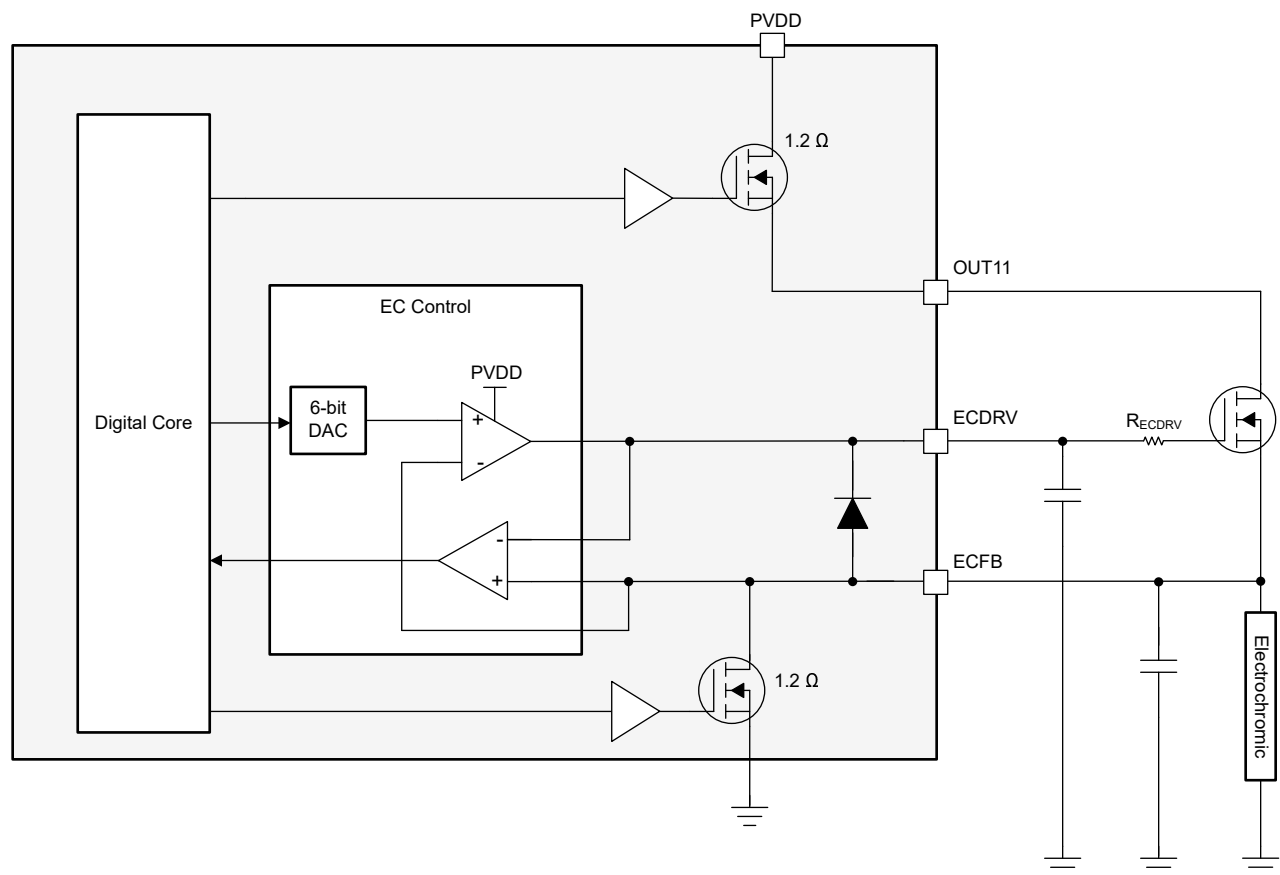 PVDD
1.2 Ω
OUT11
EC Control
PVDD
6-bit
DAC
+
-
Digital Core
ECDRV
RECDRV
-
+
ECFB
1.2 Ω
Electrochromic